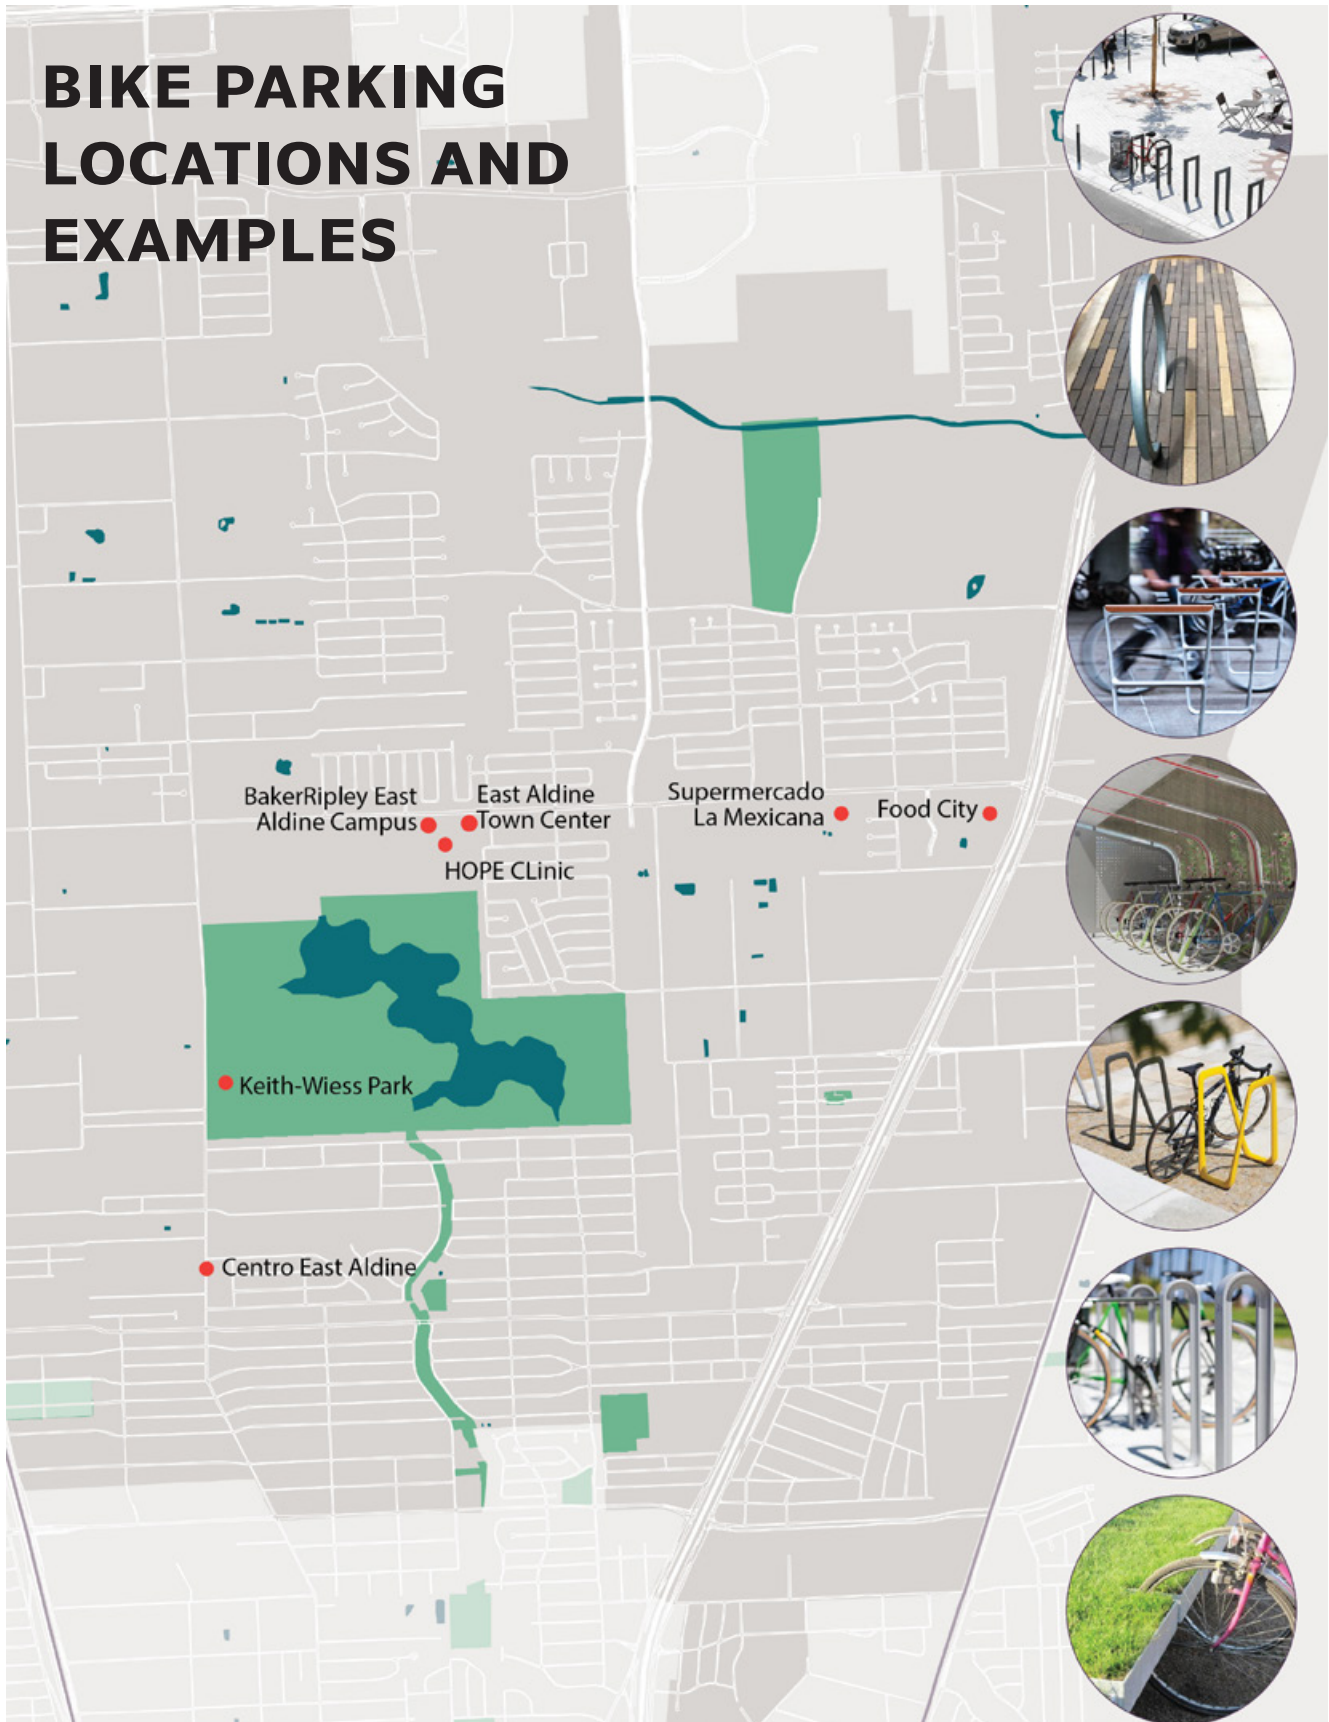 BIKE PARKING
LOCATIONS AND
EXAMPLES
BakerRipley East
Aldine Campus
East Aldine
Town Center
HOPE CLinic
Supermercado
La Mexicana
Food City
Keith-Wiess Park
Centro East Aldine